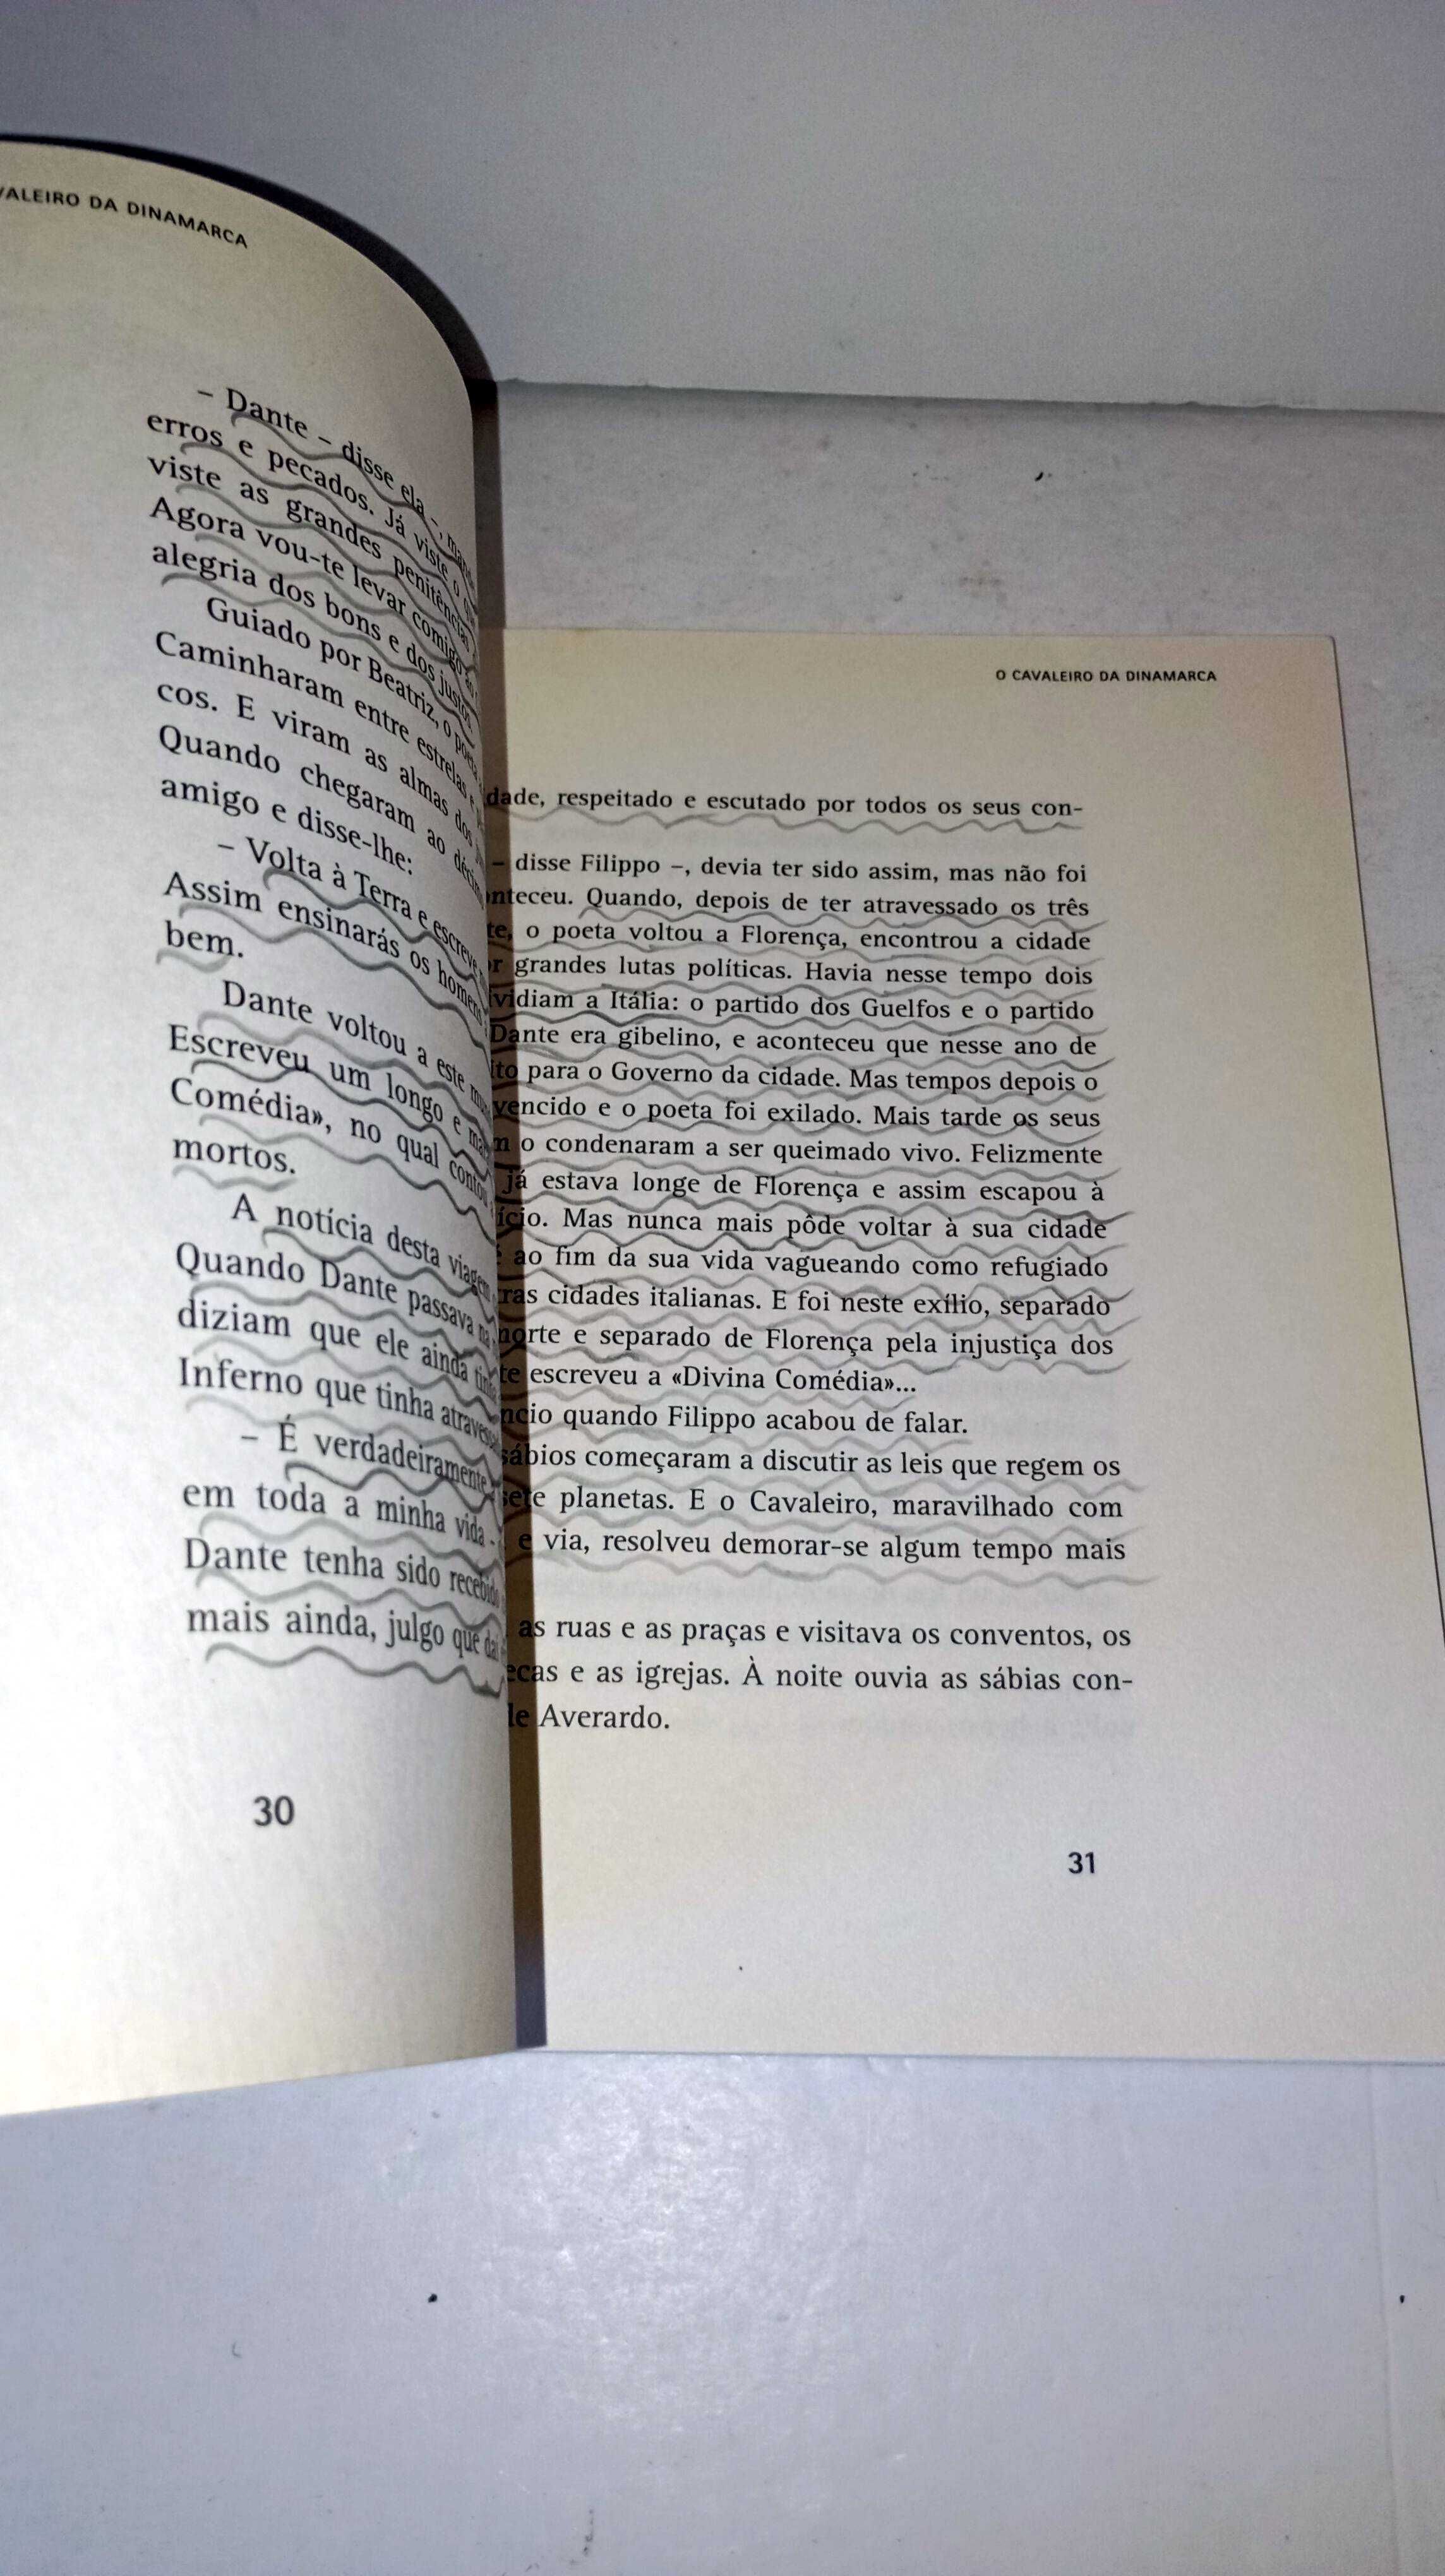 VALEIRO DA DINAMARCA
– Dante – disse ela –,
erros e pecados. Já viste o
viste as grandes penitências
Agora vou-te levar comigo ao
alegria dos bons e dos justos
Guiado por Beatriz, o poeta
Caminharam entre estrelas e
cos. E viram as almas dos
Quando chegaram ao
amigo e disse-lhe:
– Volta à Terra e escreve
Assim ensinarás os homens
bem.
Dante voltou a este
Escreveu um longo e
Comédia», no qual contou
mortos.
A notícia desta viagem
Quando Dante passava na
diziam que ele ainda tinha
Inferno que tinha
– É verdadeiramente
em toda a minha vida –
Dante tenha sido recebido
mais ainda, julgo que
30
O CAVALEIRO DA DINAMARCA
dade, respeitado e escutado por todos os seus con-
– disse Filippo –, devia ter sido assim, mas não foi
nteceu. Quando, depois de ter atravessado os três
te, o poeta voltou a Florença, encontrou a cidade
r grandes lutas políticas. Havia nesse tempo dois
vidiam a Itália: o partido dos Guelfos e o partido
Dante era gibelino, e aconteceu que nesse ano de
ito para o Governo da cidade. Mas tempos depois o
vencido e o poeta foi exilado. Mais tarde os seus
m o condenaram a ser queimado vivo. Felizmente
já estava longe de Florença e assim escapou à
ício. Mas nunca mais pôde voltar à sua cidade
é ao fim da sua vida vagueando como refugiado
ras cidades italianas. E foi neste exílio, separado
morte e separado de Florença pela injustiça dos
te escreveu a «Divina Comédia»...
ncio quando Filippo acabou de falar.
sábios começaram a discutir as leis que regem os
sete planetas. E o Cavaleiro, maravilhado com
e via, resolveu demorar-se algum tempo mais
as ruas e as praças e visitava os conventos, os
ecas e as igrejas. À noite ouvia as sábias con-
de Averardo.
31